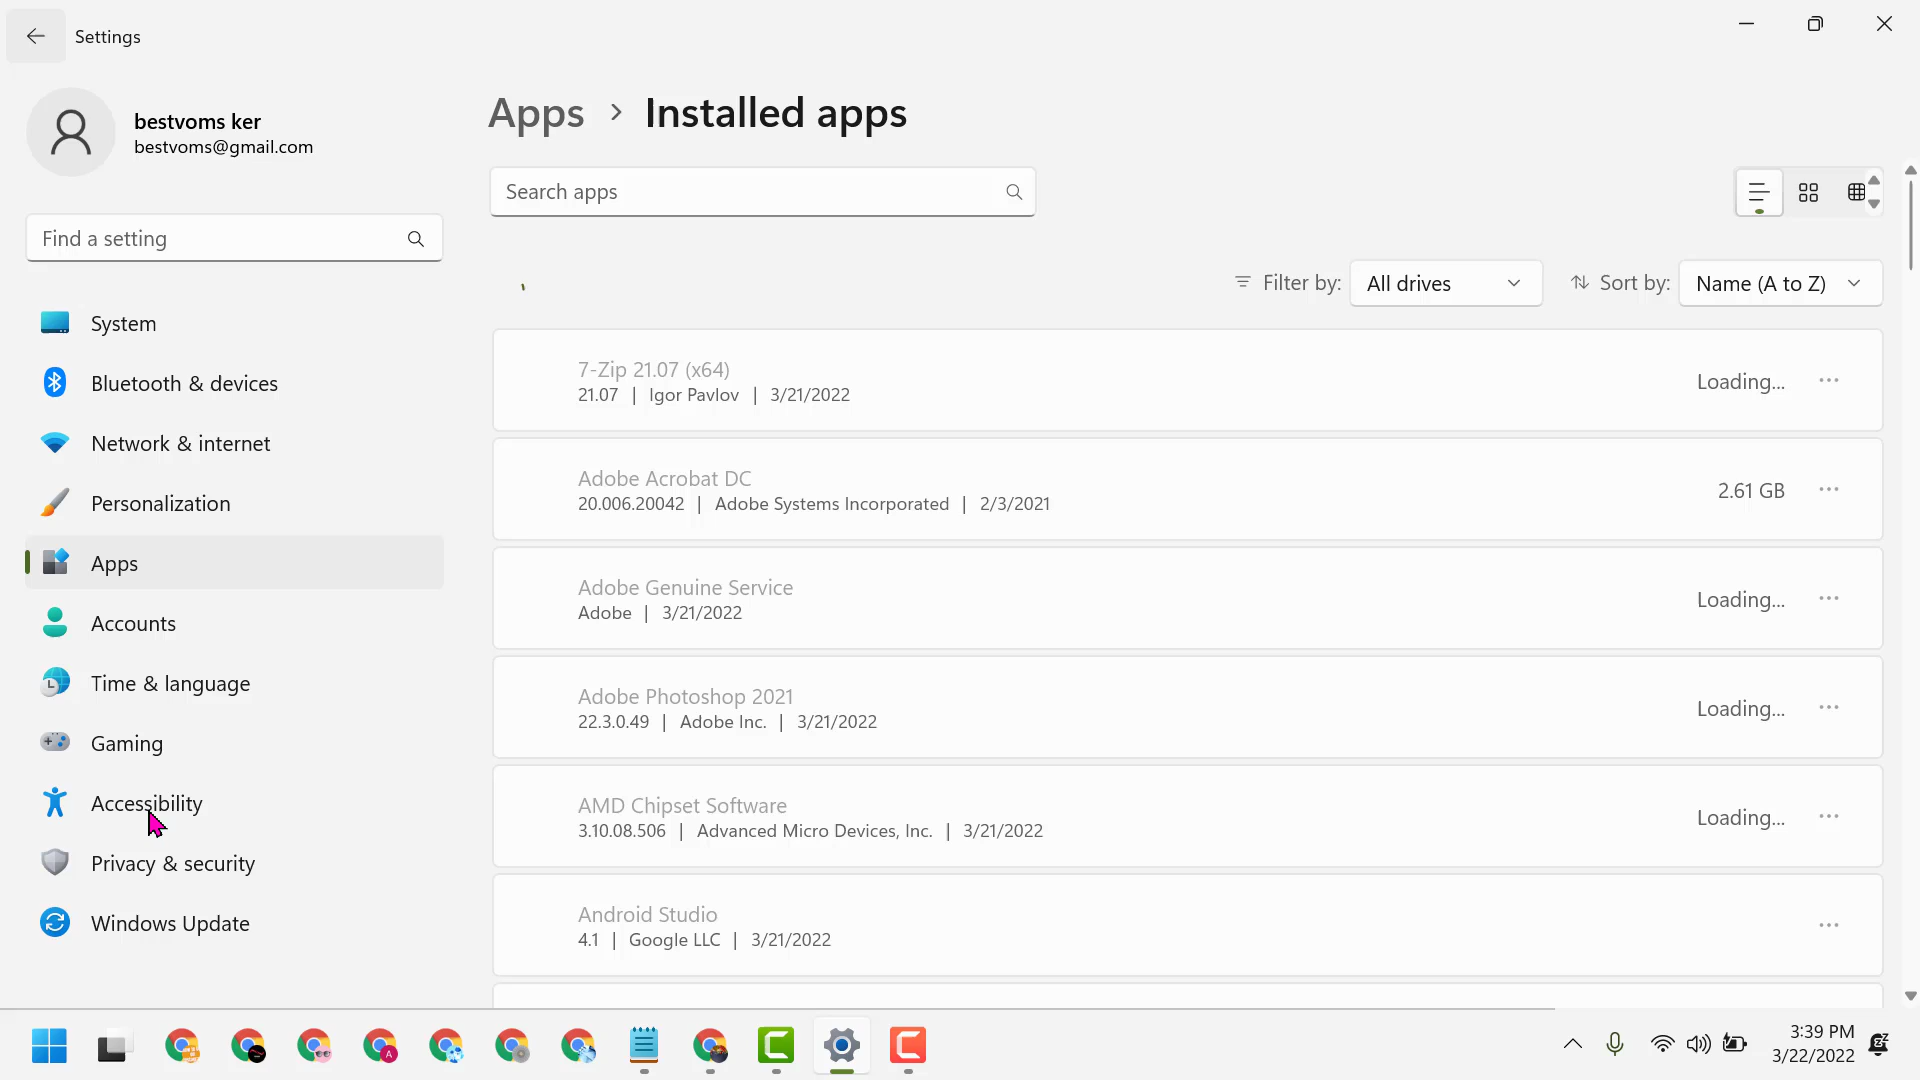 Settings
bestvoms ker
bestvoms@gmail.com
Find a setting
System
Bluetooth & devices
Network & internet
Personalization
Apps
Accounts
Time & language
Gaming
Accessibility
Privacy & security
Windows Update
Apps > Installed apps
Search apps
Filter by: All drives
Sort by: Name (A to Z)
7-Zip 21.07 (x64)
21.07 | Igor Pavlov | 3/21/2022
Loading...
Adobe Acrobat DC
20.006.20042 | Adobe Systems Incorporated | 2/3/2021
2.61 GB
Adobe Genuine Service
Adobe | 3/21/2022
Loading...
Adobe Photoshop 2021
22.3.0.49 | Adobe Inc. | 3/21/2022
Loading...
AMD Chipset Software
3.10.08.506 | Advanced Micro Devices, Inc. | 3/21/2022
Loading...
Android Studio
4.1 | Google LLC | 3/21/2022
3:39 PM
3/22/2022